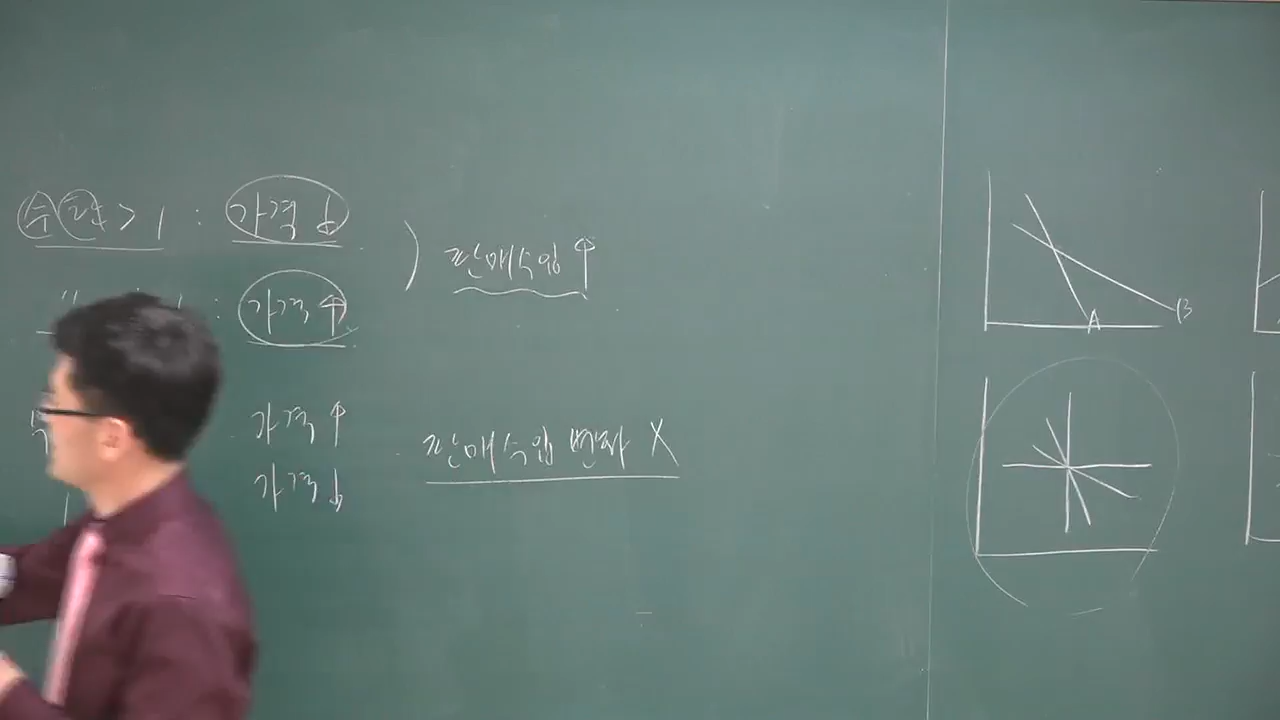 수탄 > 1 : 가격 ↓
" : 가격 ↑
) 판매수입 ↑
가격 ↑
가격 ↓
판매수입 변화 X
A
B